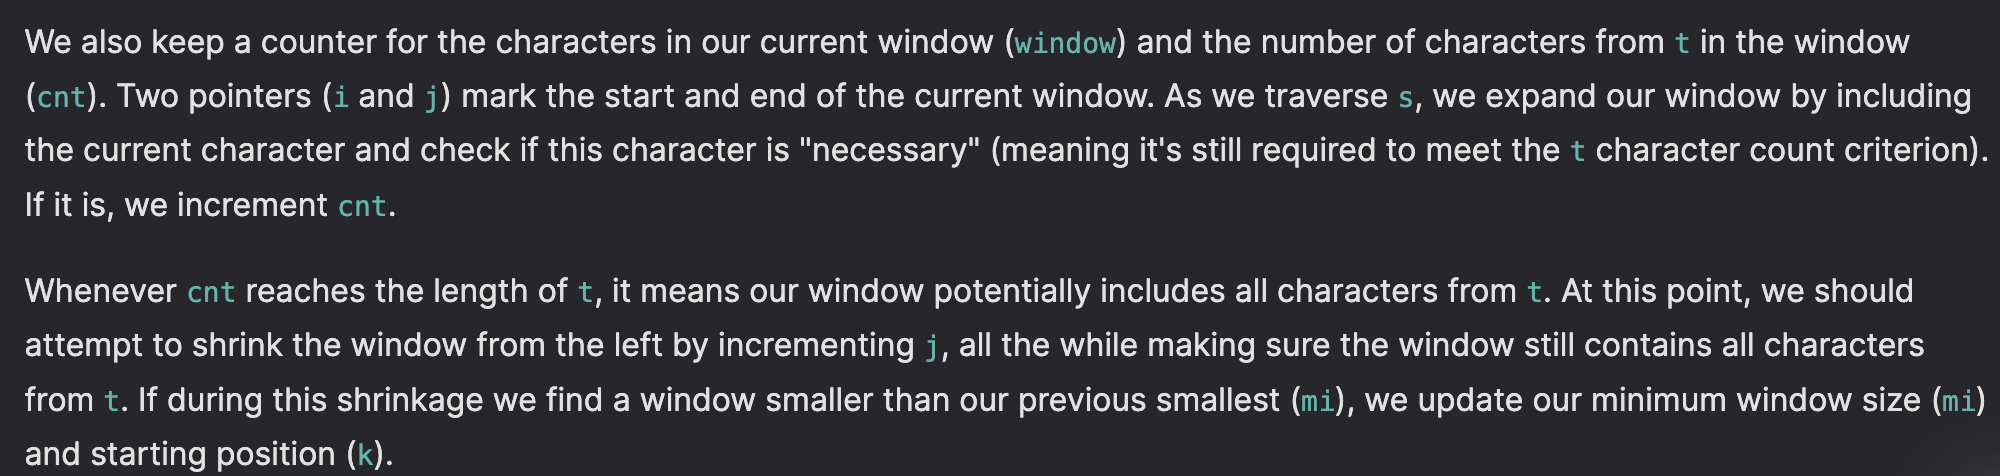 We also keep a counter for the characters in our current window (window) and the number of characters from t in the window
(cnt). Two pointers (i and j) mark the start and end of the current window. As we traverse s, we expand our window by including
the current character and check if this character is "necessary" (meaning it's still required to meet the t character count criterion).
If it is, we increment cnt.
Whenever cnt reaches the length of t, it means our window potentially includes all characters from t. At this point, we should
attempt to shrink the window from the left by incrementing j, all the while making sure the window still contains all characters
from t. If during this shrinkage we find a window smaller than our previous smallest (mi), we update our minimum window size (mi)
and starting position (k).